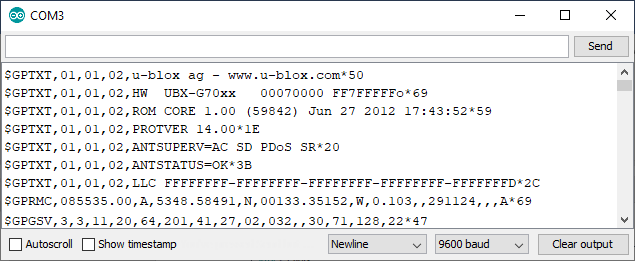 COM3
Send
$GPTXT,01,01,02,u-blox ag - www.u-blox.com*50
$GPTXT,01,01,02,HW  UBX-G70xx   00070000 FF7FFFFFo*69
$GPTXT,01,01,02,ROM CORE 1.00 (59842) Jun 27 2012 17:43:52*59
$GPTXT,01,01,02,PROTVER 14.00*1E
$GPTXT,01,01,02,ANTSUPERV=AC SD PDoS SR*20
$GPTXT,01,01,02,ANTSTATUS=OK*3B
$GPTXT,01,01,02,LLC FFFFFFFF-FFFFFFFF-FFFFFFFF-FFFFFFFF-FFFFFFFD*2C
$GPRMC,085535.00,A,5348.58491,N,00133.35152,W,0.103,,291124,,,A*69
$GPGSV,3,3,11,20,64,201,41,27,02,032,,30,71,128,22*47
Autoscroll Show timestamp Newline 9600 baud Clear output